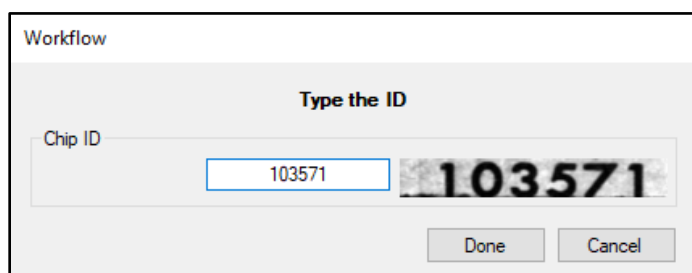 Workflow
Type the ID
Chip ID
103571 103571
Done Cancel